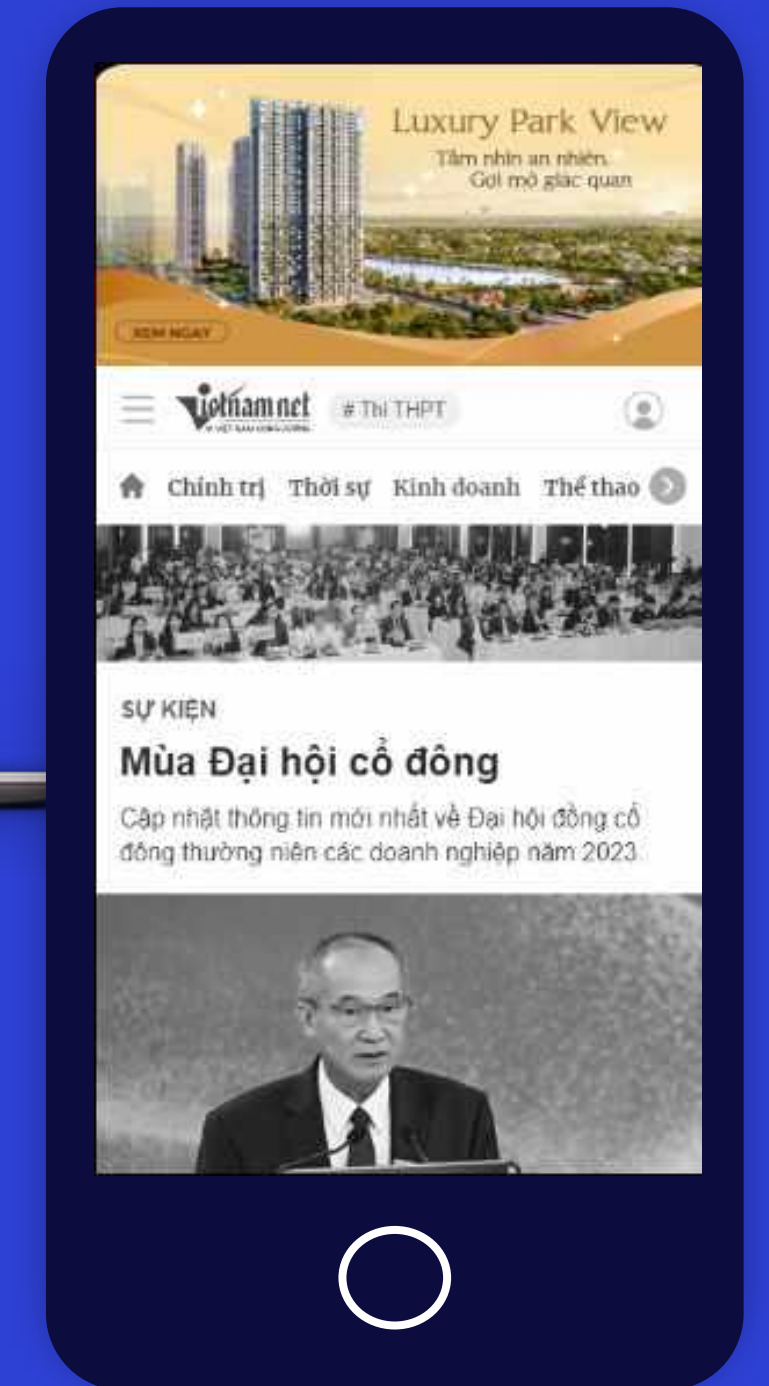 Luxury Park View
Tầm nhìn an nhiên,
Gợi mở giác quan
XEM NGAY
Vietnamnet
# Thi THPT
Chính trị Thời sự Kinh doanh Thể thao
SỰ KIỆN
Mùa Đại hội cổ đông
Cập nhật thông tin mới nhất về Đại hội đồng cổ
đông thường niên các doanh nghiệp năm 2023.